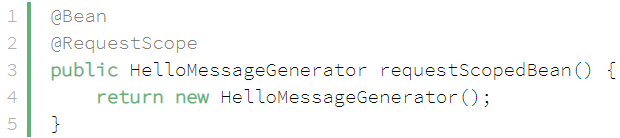 1 @Bean
2 @RequestScope
3 public HelloMessageGenerator requestScopedBean() {
4     return new HelloMessageGenerator();
5 }